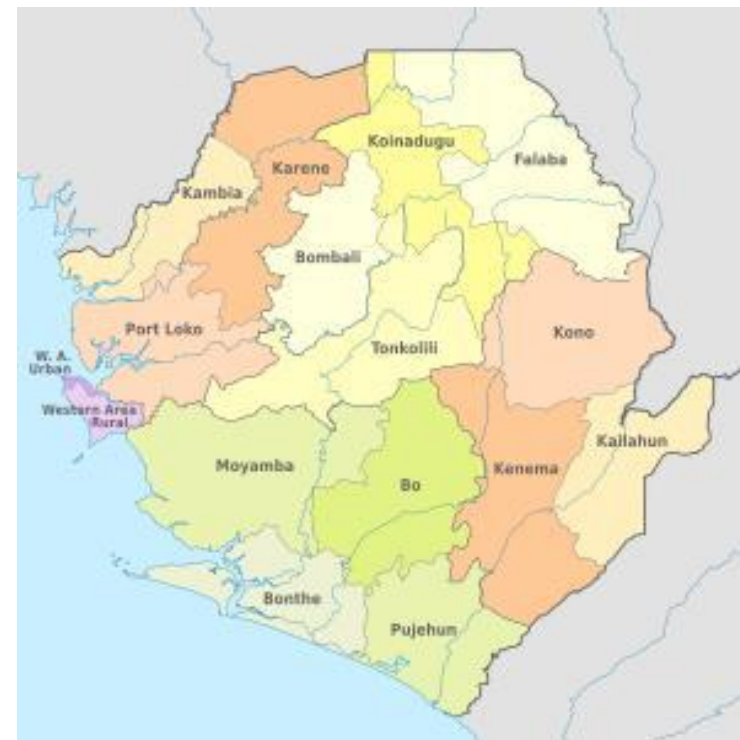 Koinadugu
Falaba
Karene
Kambia
Bombali
Port Loko
Kono
Tonkolili
W. A.
Urban
Western Area
Rural
Kailahun
Moyamba
Kenema
Bo
Bonthe
Pujehun